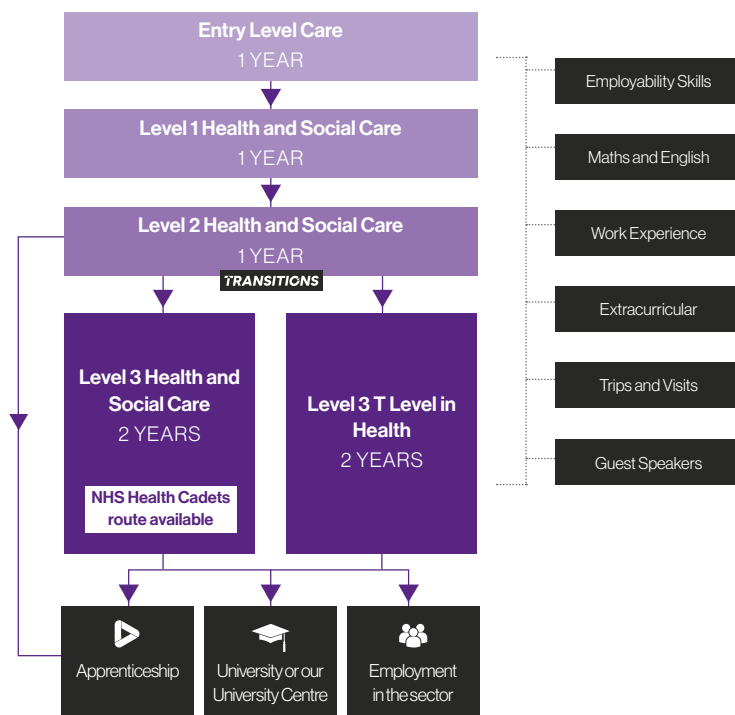 Entry Level Care
1 YEAR
Level 1 Health and Social Care
1 YEAR
Level 2 Health and Social Care
1 YEAR
TRANSITIONS
Level 3 Health and
Social Care
2 YEARS
NHS Health Cadets
route available
Level 3 T Level in
Health
2 YEARS
Apprenticeship
University or our
University Centre
Employment
in the sector
Employability Skills
Maths and English
Work Experience
Extracurricular
Trips and Visits
Guest Speakers